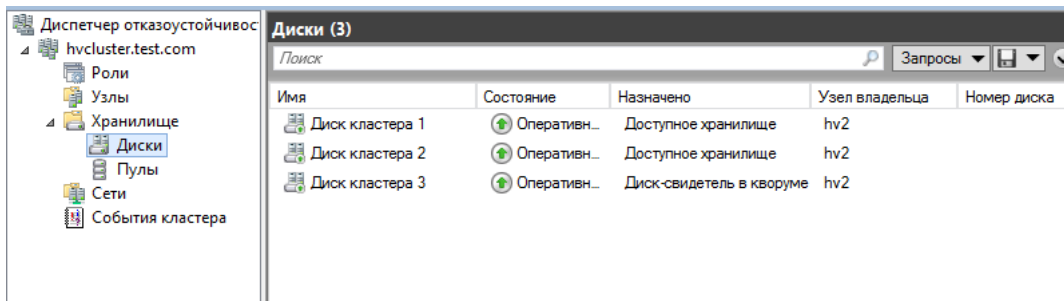 Диспетчер отказоустойчивос
hvcluster.test.com
Роли
Узлы
Хранилище
Диски
Пулы
Сети
События кластера
Диски (3)
Поиск
Запросы
Имя Состояние Назначено Узел владельца Номер диска
Диск кластера 1 Оперативн... Доступное хранилище hv2
Диск кластера 2 Оперативн... Доступное хранилище hv2
Диск кластера 3 Оперативн... Диск-свидетель в кворуме hv2